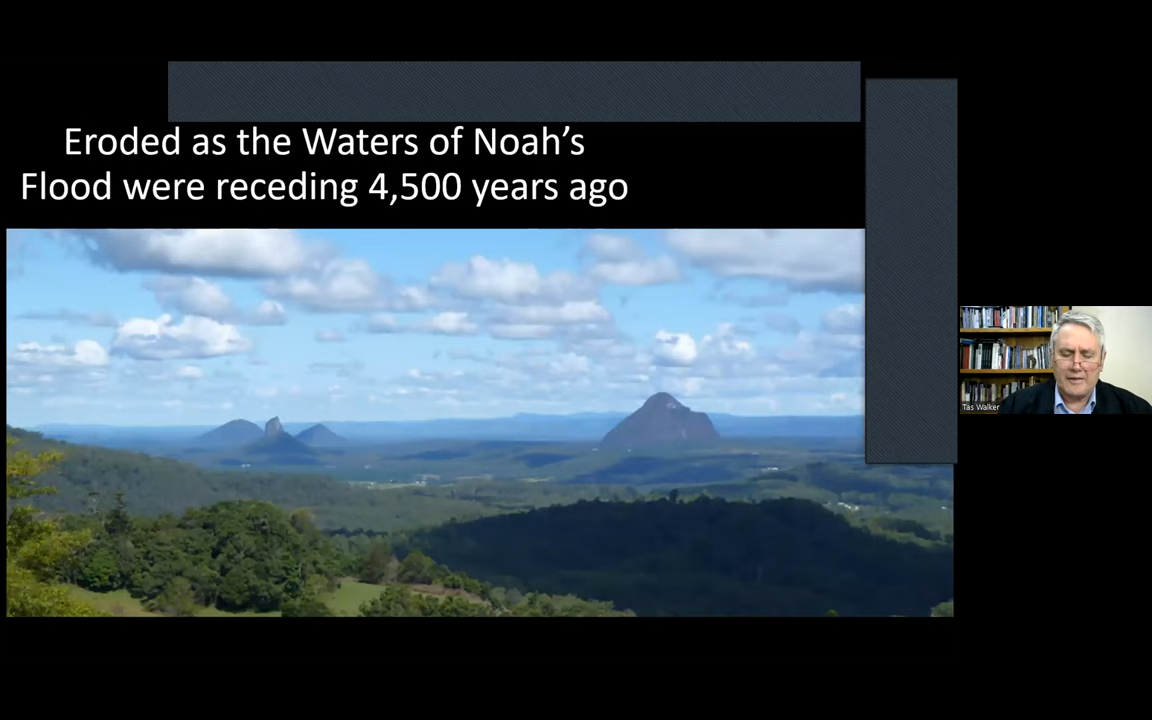 Eroded as the Waters of Noah’s
Flood were receding 4,500 years ago
Tas Walker